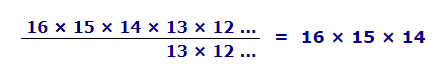 16 × 15 × 14 × 13 × 12 ...
13 × 12 ...
= 16 × 15 × 14